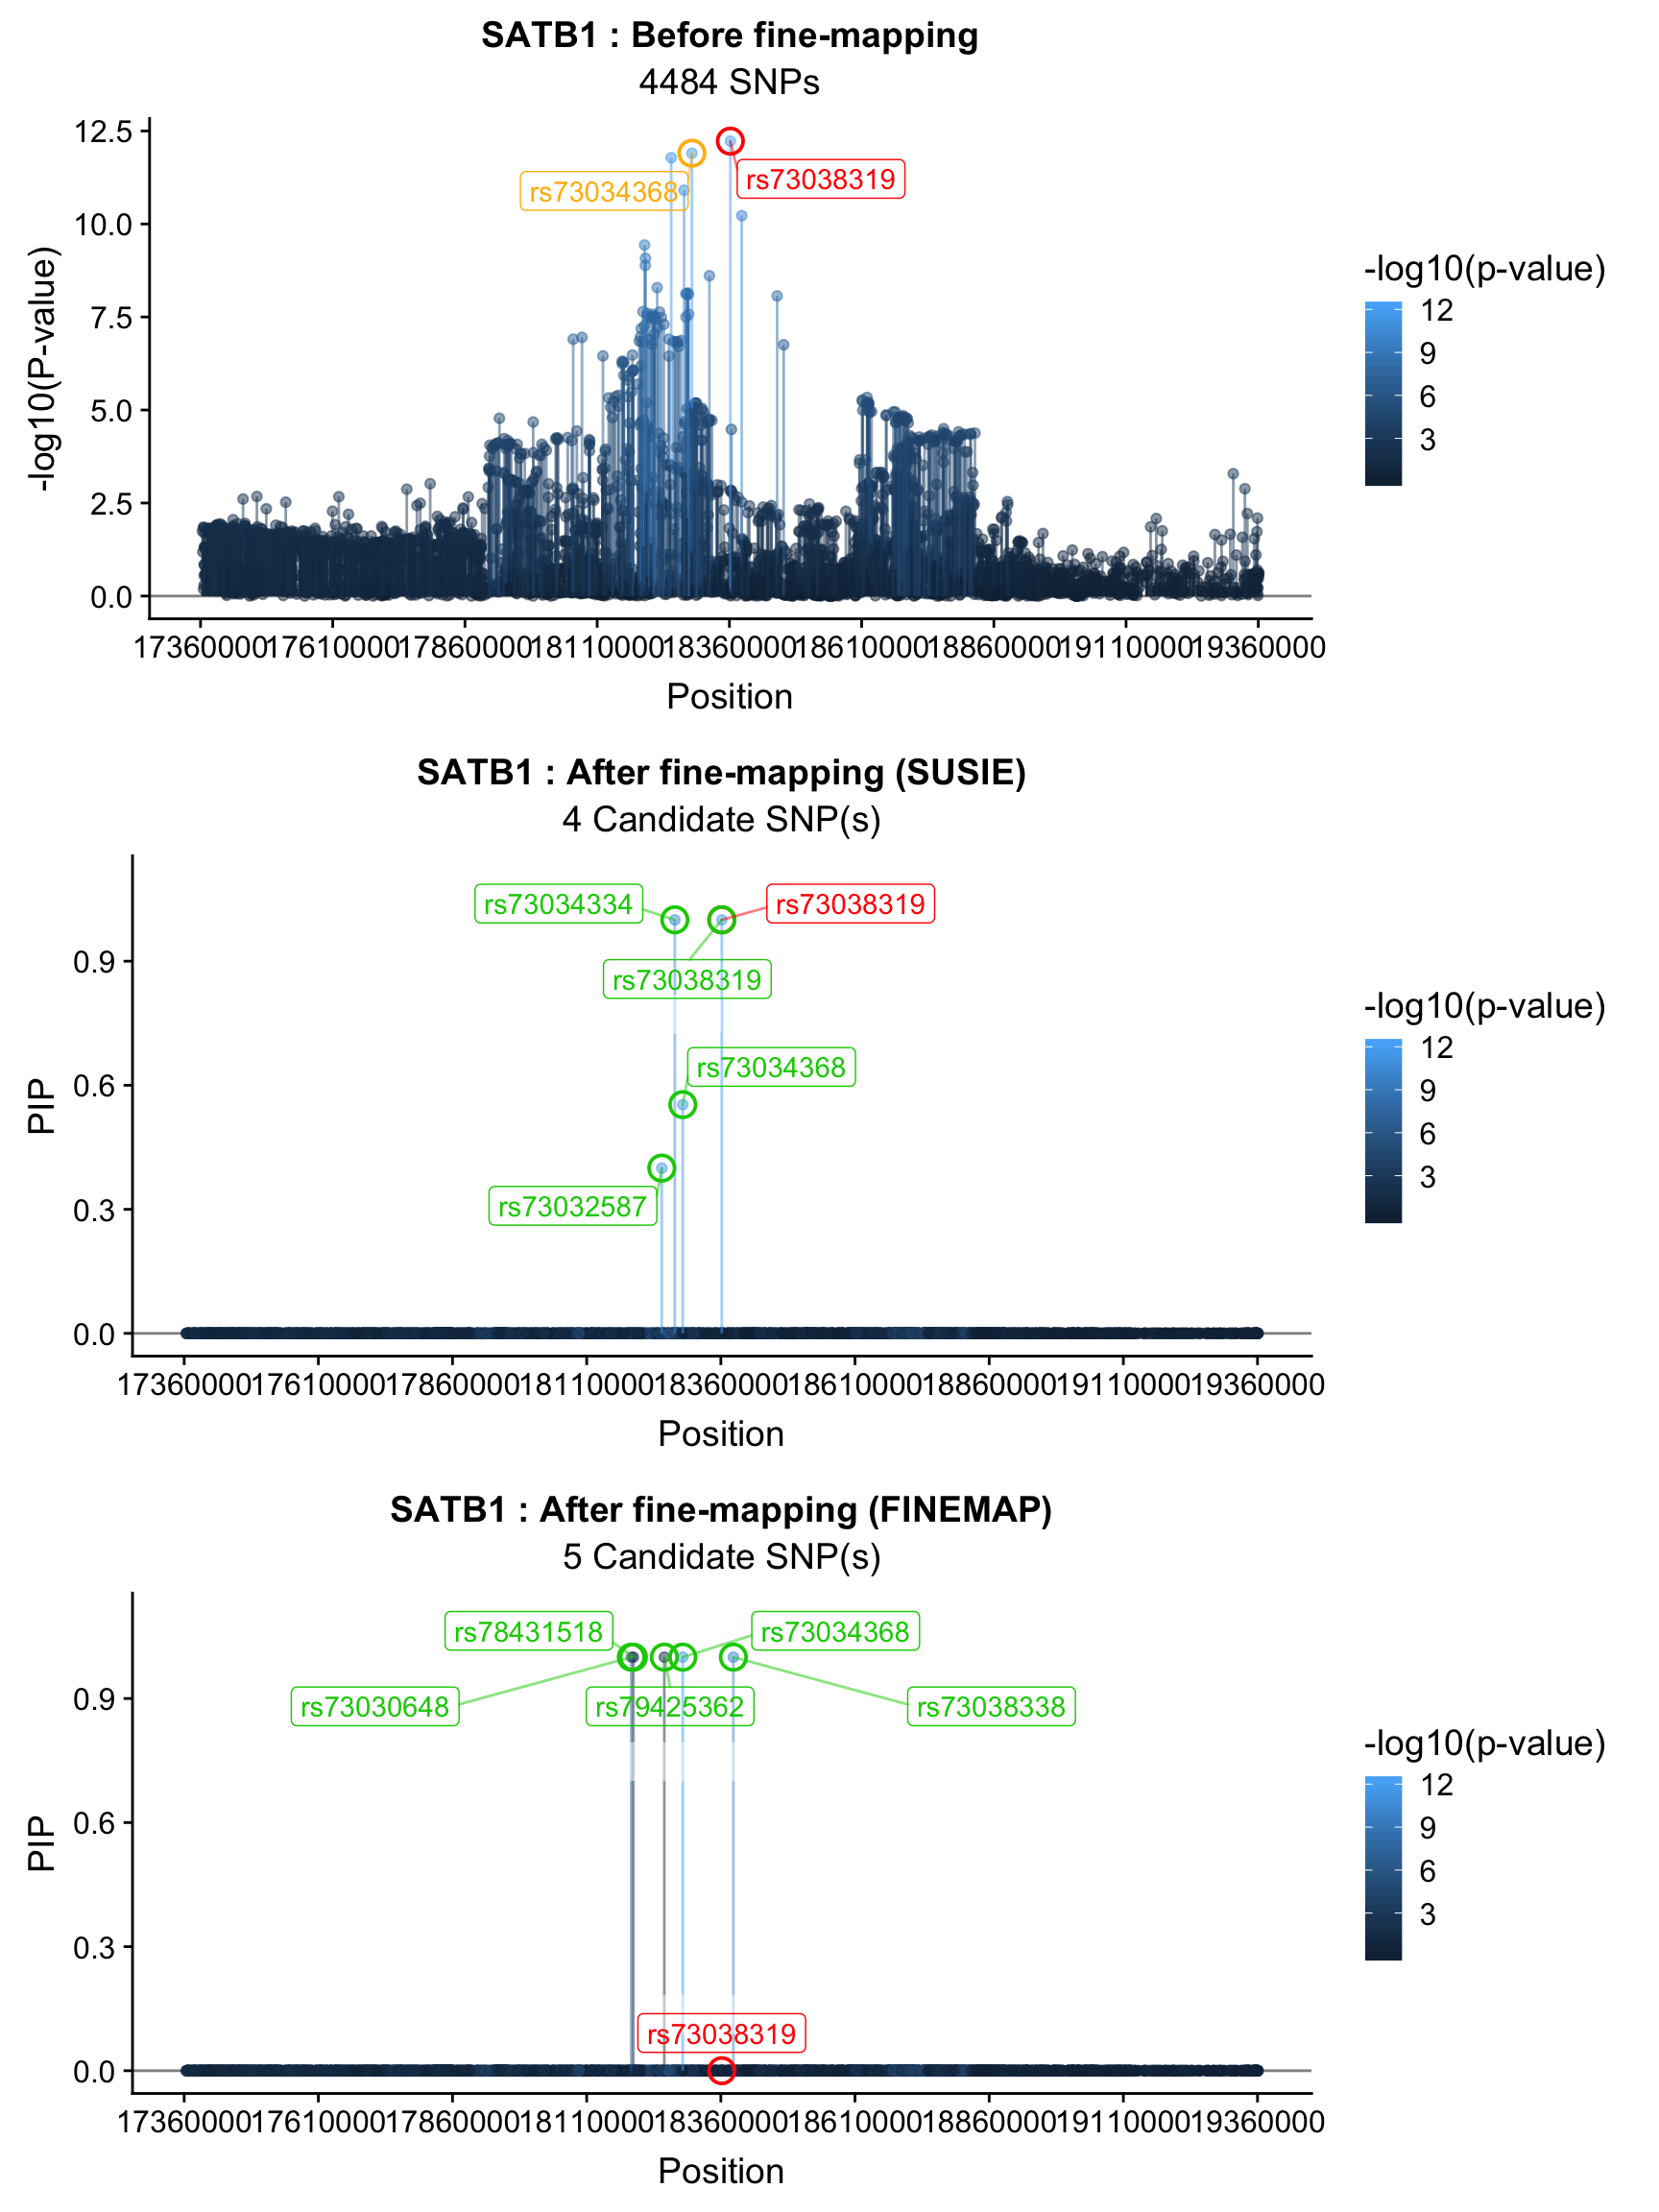 SATB1 : Before fine-mapping
4484 SNPs
-log10(P-value)
12.5
10.0
7.5
5.0
2.5
0.0
rs73034368
rs73038319
17360000 17610000 17860000 18110000 18360000 18610000 18860000 19110000 19360000
Position
-log10(p-value)
12
9
6
3
SATB1 : After fine-mapping (SUSIE)
4 Candidate SNP(s)
PIP
0.9
0.6
0.3
0.0
rs73034334
rs73038319
rs73038319
rs73034368
rs73032587
17360000 17610000 17860000 18110000 18360000 18610000 18860000 19110000 19360000
Position
-log10(p-value)
12
9
6
3
SATB1 : After fine-mapping (FINEMAP)
5 Candidate SNP(s)
PIP
0.9
0.6
0.3
0.0
rs78431518
rs73034368
rs73030648
rs79425362
rs73038338
rs73038319
17360000 17610000 17860000 18110000 18360000 18610000 18860000 19110000 19360000
Position
-log10(p-value)
12
9
6
3